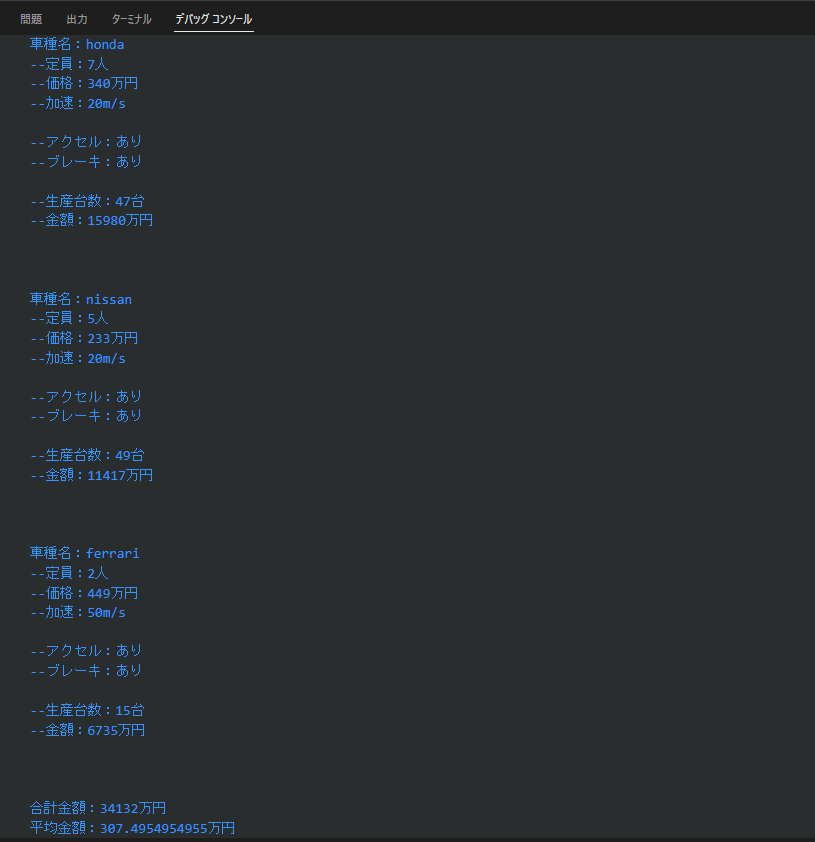 問題 出力 ターミナル デバッグ コンソール
車種名：honda
--定員：7人
--価格：340万円
--加速：20m/s
--アクセル：あり
--ブレーキ：あり
--生産台数：47台
--金額：15980万円
車種名：nissan
--定員：5人
--価格：233万円
--加速：20m/s
--アクセル：あり
--ブレーキ：あり
--生産台数：49台
--金額：11417万円
車種名：ferrari
--定員：2人
--価格：449万円
--加速：50m/s
--アクセル：あり
--ブレーキ：あり
--生産台数：15台
--金額：6735万円
合計金額：34132万円
平均金額：307.4954954955万円